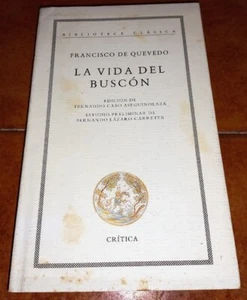 BIBLIOTECA CLÁSICA
FRANCISCO DE QUEVEDO
LA VIDA DEL
BUSCÓN
EDICIÓN DE
FERNANDO CABO ASEGUINOLAZA
ESTUDIO PRELIMINAR DE
FERNANDO LÁZARO CARRETER
CRÍTICA